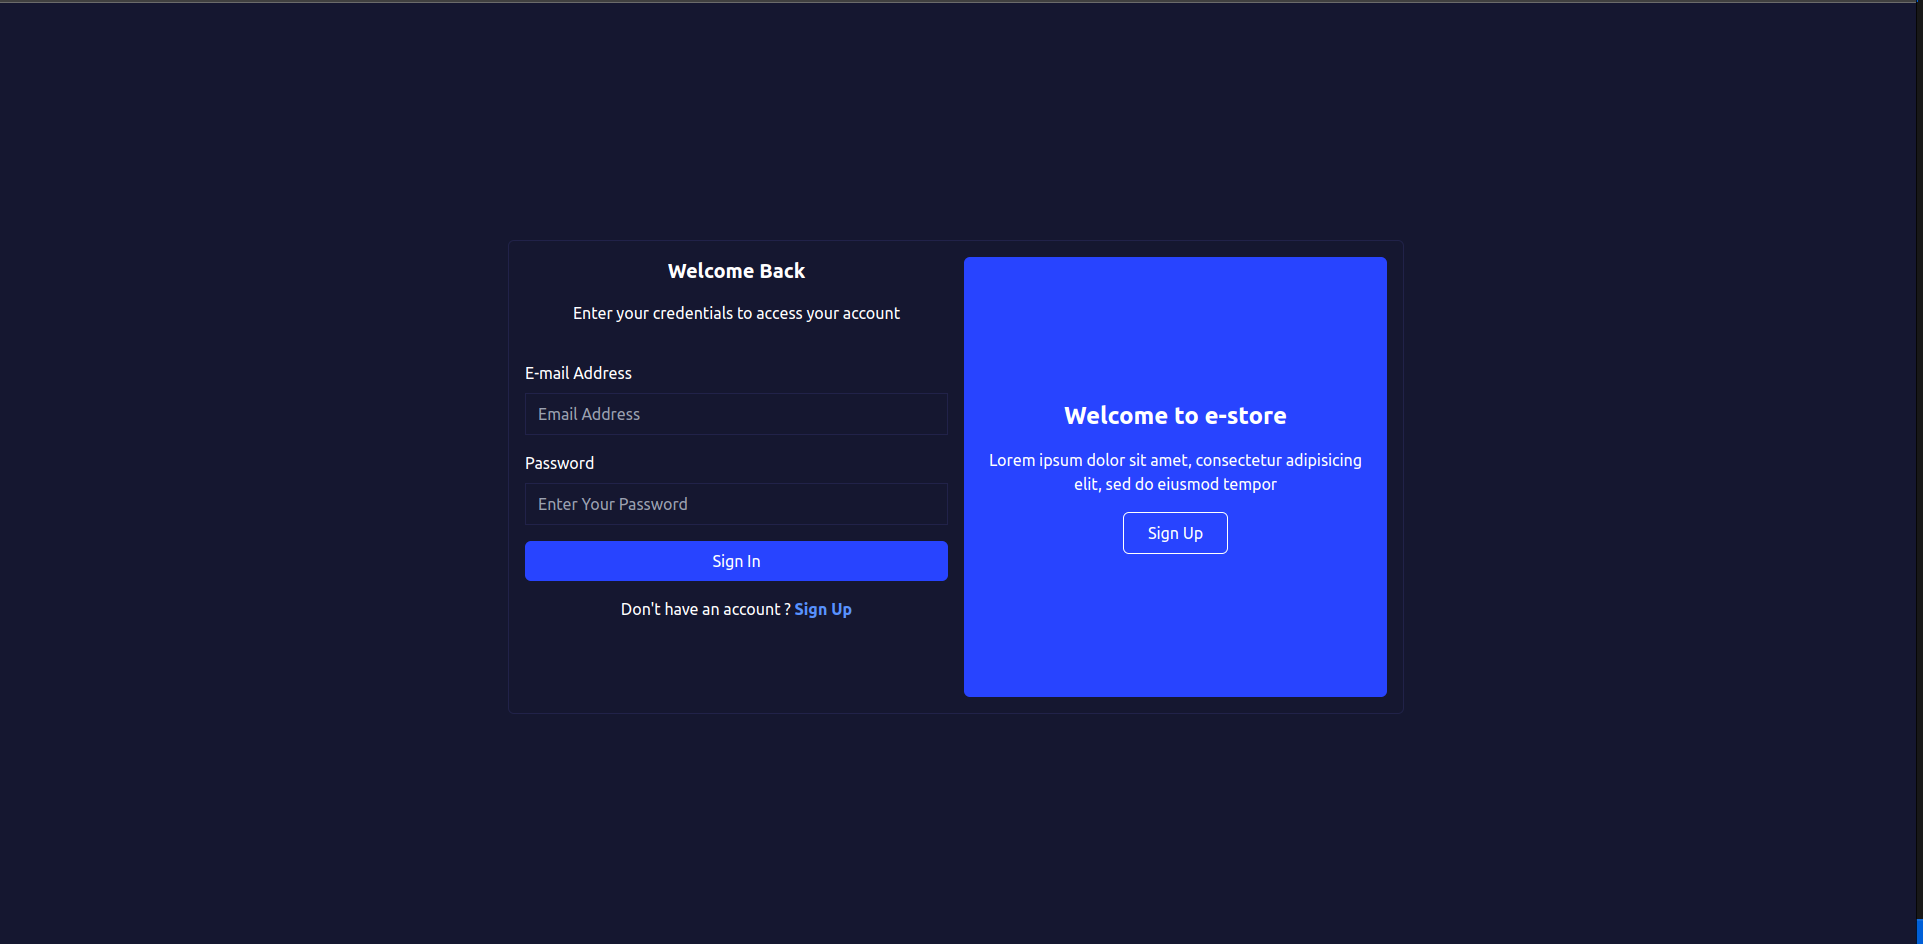 Welcome Back
Enter your credentials to access your account
E-mail Address
Email Address
Password
Enter Your Password
Sign In
Don't have an account ? Sign Up
Welcome to e-store
Lorem ipsum dolor sit amet, consectetur adipisicing
elit, sed do eiusmod tempor
Sign Up